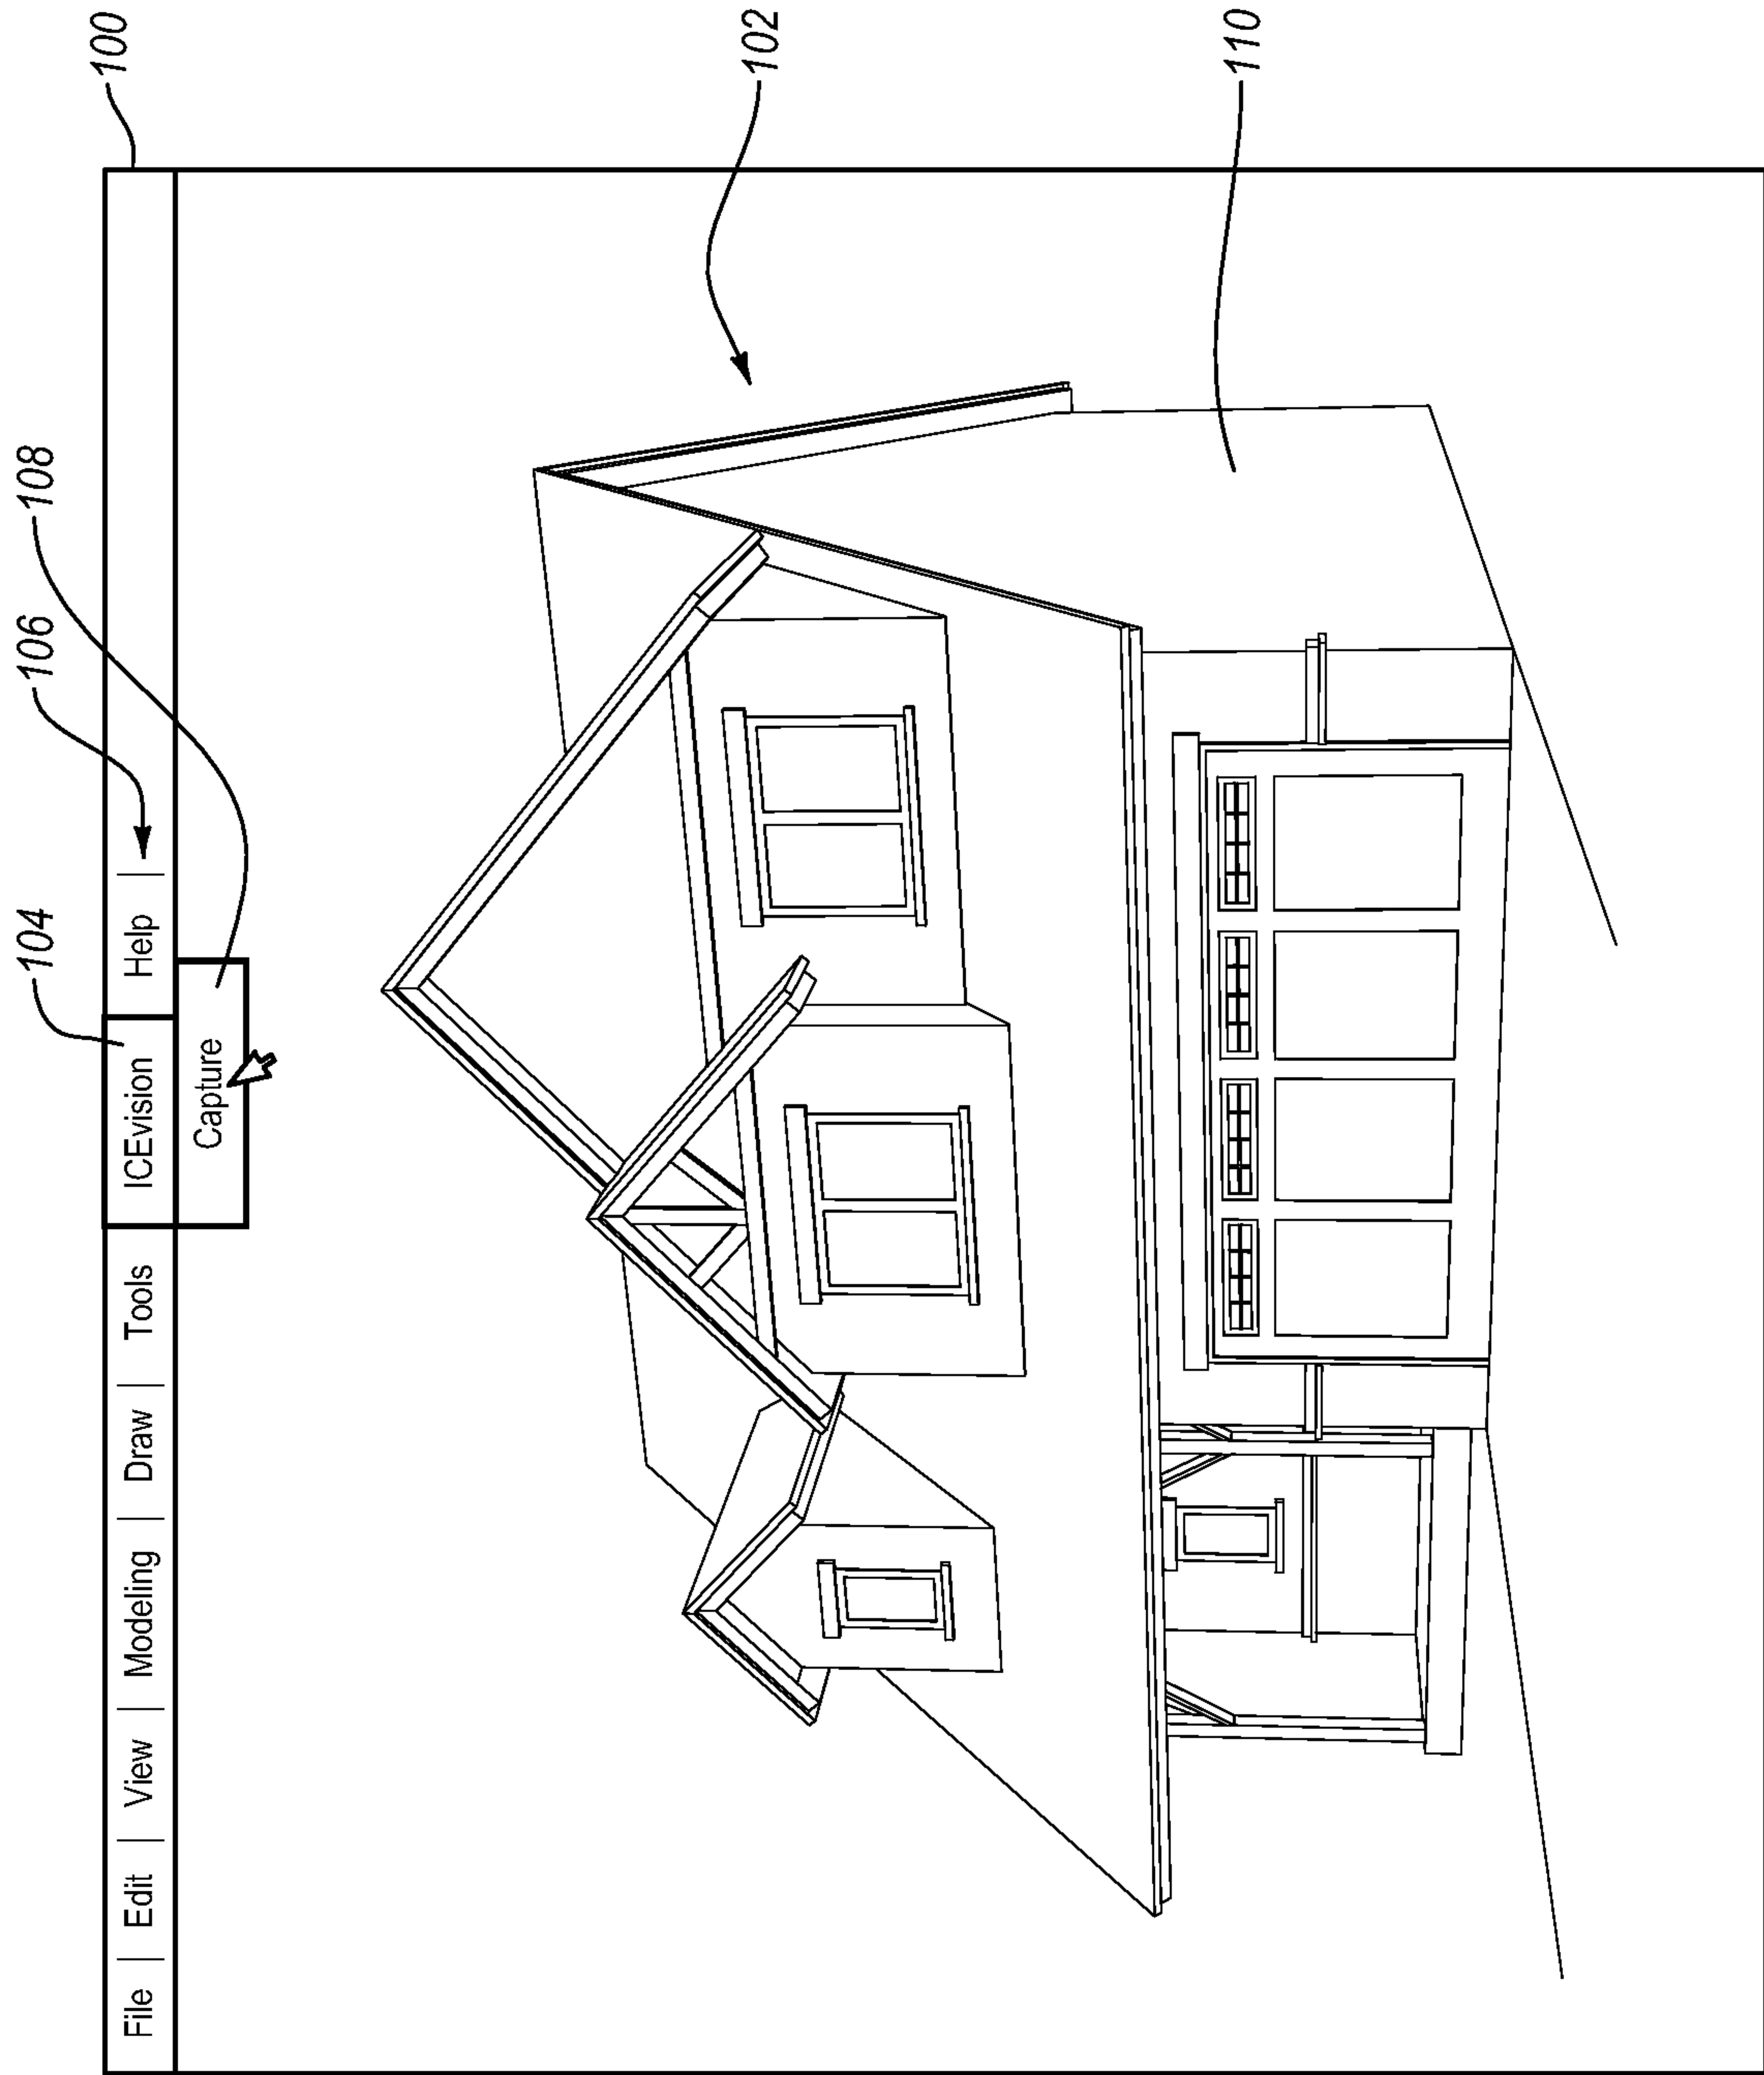 104
106
108
100
File | Edit | View | Modeling | Draw | Tools
ICEvision
Help |
Capture
102
110